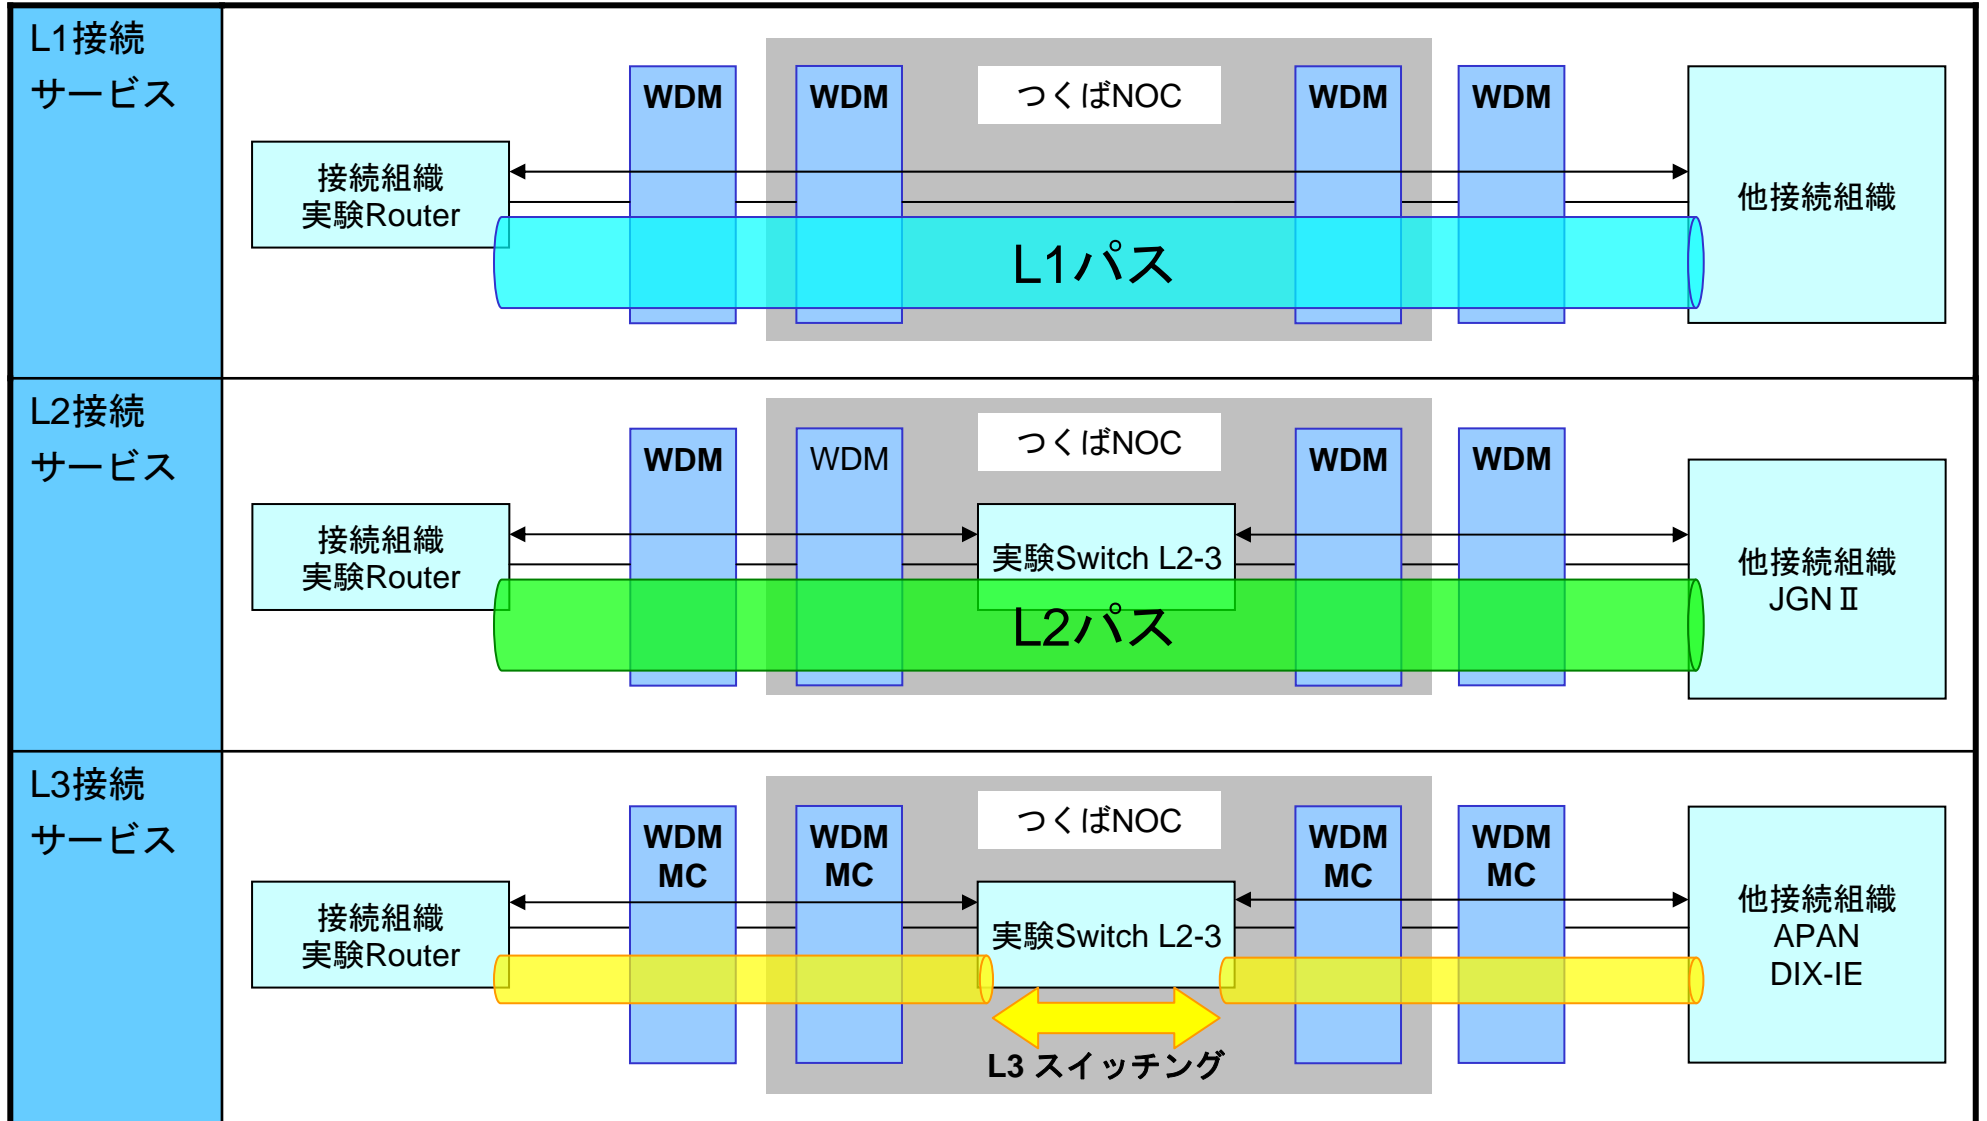 L1接続
サービス
WDM
WDM
つくばNOC
WDM
WDM
接続組織
実験Router
他接続組織
L1パス
L2接続
サービス
WDM
WDM
つくばNOC
WDM
WDM
接続組織
実験Router
実験Switch L2-3
他接続組織
JGNⅡ
L2パス
L3接続
サービス
WDM
MC
WDM
MC
つくばNOC
WDM
MC
WDM
MC
接続組織
実験Router
実験Switch L2-3
他接続組織
APAN
DIX-IE
L3 スイッチング